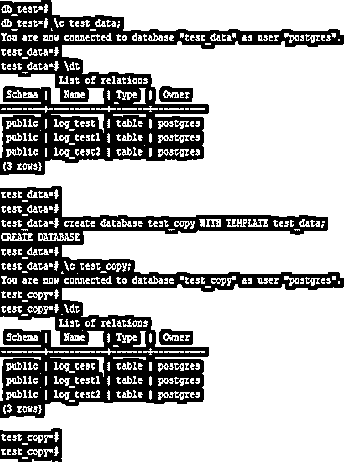 db_test=#
db_test=# \c test_data;
You are now connected to database "test_data" as user "postgres".
test_data=#
test_data=# \dt
List of relations
Schema | Name | Type | Owner
--------+-----------+-------+----------
public | log_test | table | postgres
public | log_test1 | table | postgres
public | log_test2 | table | postgres
(3 rows)
test_data=#
test_data=#
test_data=# create database test_copy WITH TEMPLATE test_data;
CREATE DATABASE
test_data=#
test_data=# \c test_copy;
You are now connected to database "test_copy" as user "postgres".
test_copy=#
test_copy=# \dt
List of relations
Schema | Name | Type | Owner
--------+-----------+-------+----------
public | log_test | table | postgres
public | log_test1 | table | postgres
public | log_test2 | table | postgres
(3 rows)
test_copy=#
test_copy=#